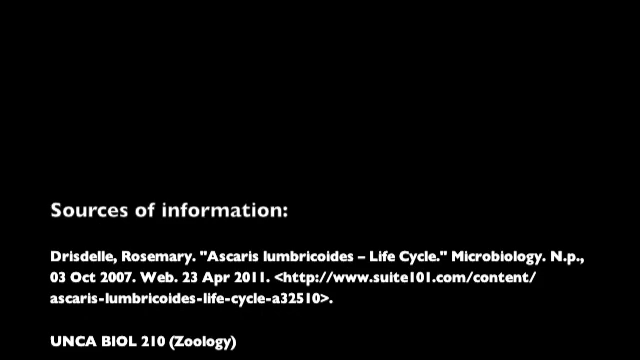 Sources of information:
Drisdelle, Rosemary. "Ascaris lumbricoides – Life Cycle." Microbiology. N.p.,
03 Oct 2007. Web. 23 Apr 2011. <http://www.suite101.com/content/
ascaris-lumbricoides-life-cycle-a32510>.
UNCA BIOL 210 (Zoology)